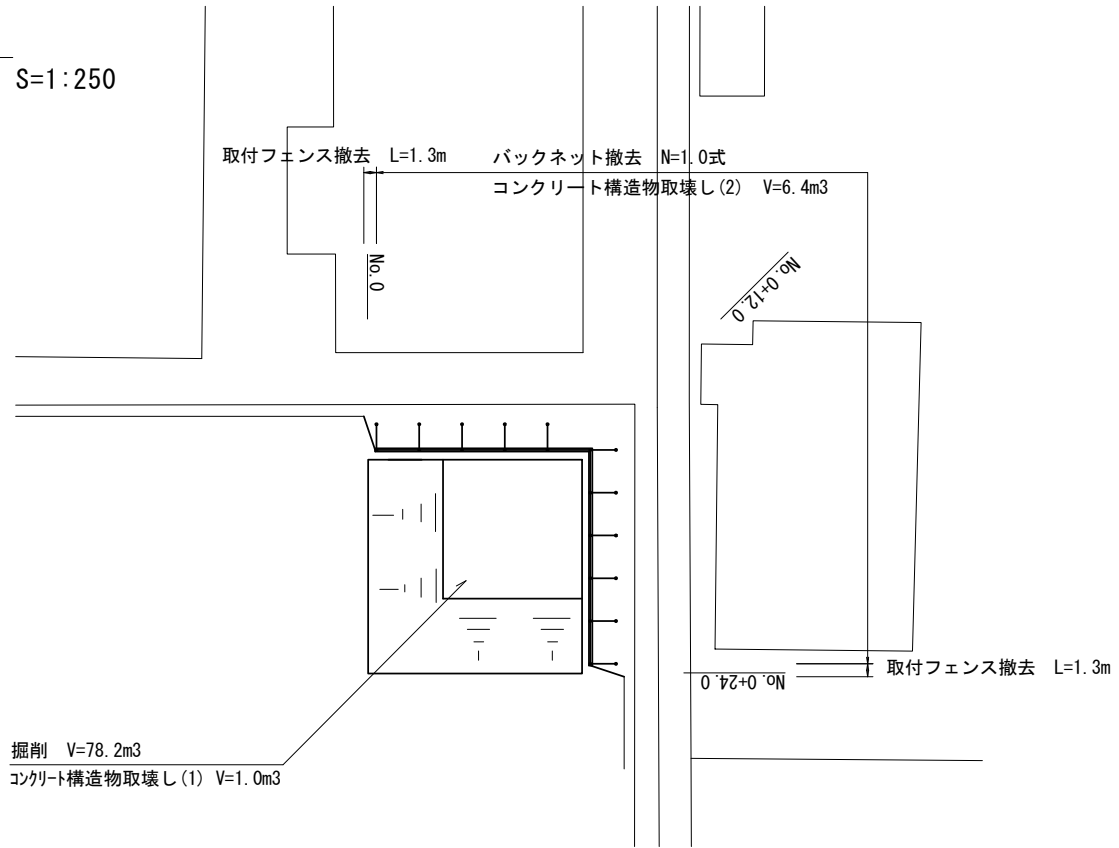 S=1:250
取付フェンス撤去 L=1.3m
バックネット撤去 N=1.0式
コンクリート構造物取壊し(2) V=6.4m3
No.0
No.0+12.0
取付フェンス撤去 L=1.3m
No.0+24.0
掘削 V=78.2m3
コンクリート構造物取壊し(1) V=1.0m3